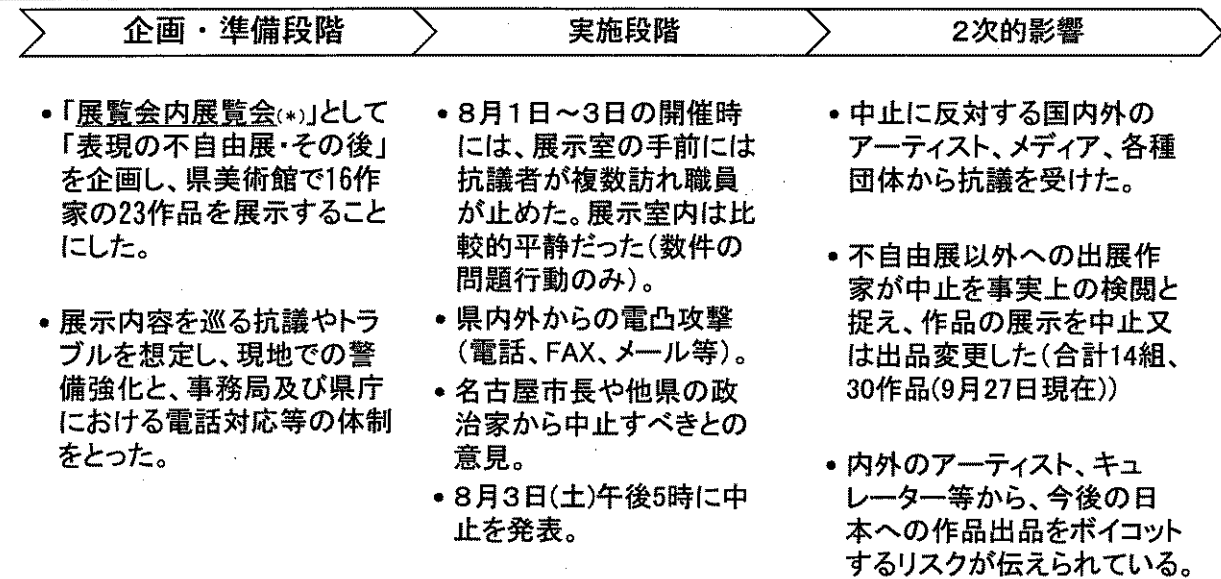 企画・準備段階
実施段階
2次的影響
•「展覧会内展覧会(*)」として
「表現の不自由展・その後」
を企画し、県美術館で16作
家の23作品を展示すること
にした。
• 展示内容を巡る抗議やトラ
ブルを想定し、現地での警
備強化と、事務局及び県庁
における電話対応等の体制
をとった。
• 8月1日～3日の開催時
には、展示室の手前には
抗議者が複数訪れ職員
が止めた。展示室内は比
較的平静だった(数件の
問題行動のみ)。
• 県内外からの電凸攻撃
(電話、FAX、メール等)。
• 名古屋市長や他県の政
治家から中止すべきとの
意見。
• 8月3日(土)午後5時に中
止を発表。
• 中止に反対する国内外の
アーティスト、メディア、各種
団体から抗議を受けた。
• 不自由展以外への出展作
家が中止を事実上の検閲と
捉え、作品の展示を中止又
は出品変更した(合計14組、
30作品(9月27日現在))
• 内外のアーティスト、キュ
レーター等から、今後の日
本への作品出品をボイコット
するリスクが伝えられている。